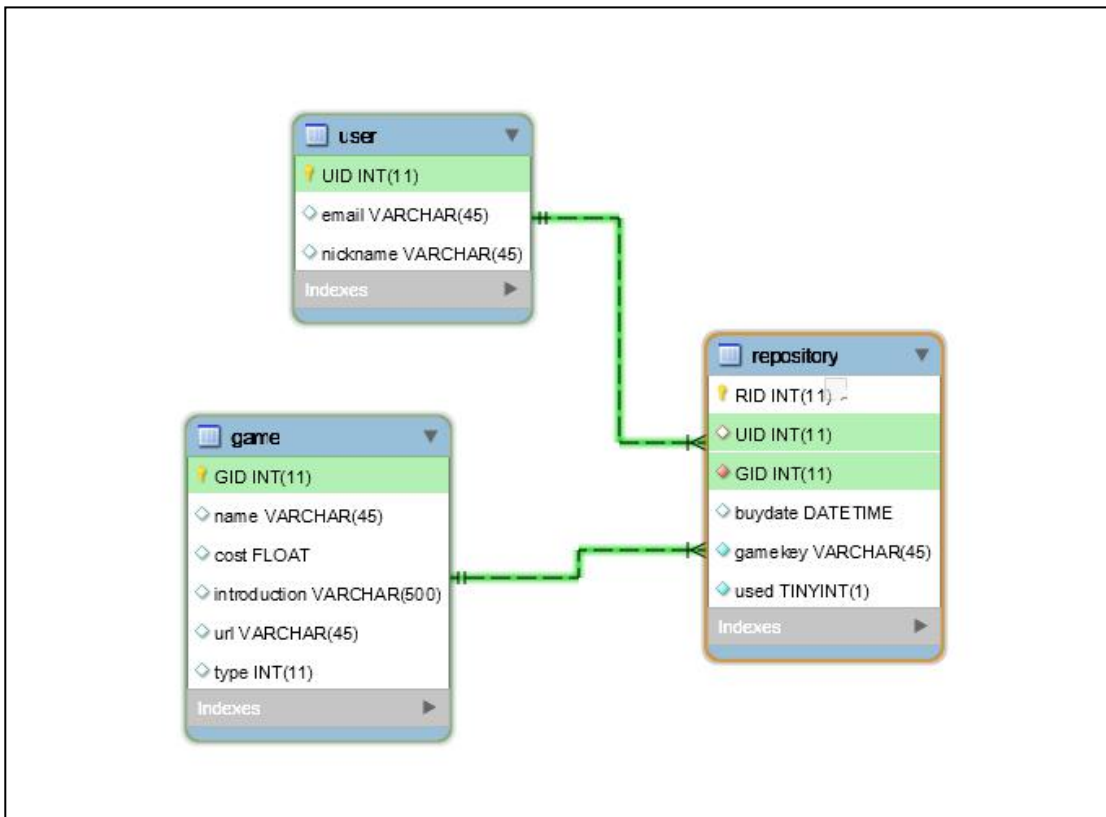 user
UID INT(11)
email VARCHAR(45)
nickname VARCHAR(45)
Indexes
game
GID INT(11)
name VARCHAR(45)
cost FLOAT
introduction VARCHAR(500)
url VARCHAR(45)
type INT(11)
Indexes
repository
RID INT(11)
UID INT(11)
GID INT(11)
buydate DATETIME
gamekey VARCHAR(45)
used TINYINT(1)
Indexes